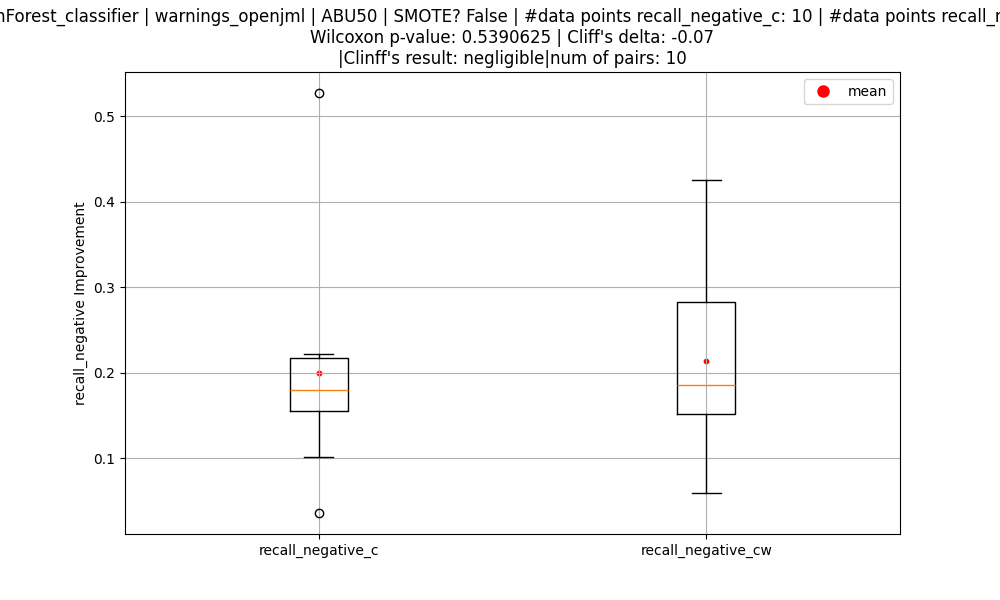 Forest_classifier | warnings_openjml | ABU50 | SMOTE? False | #data points recall_negative_c: 10 | #data points
Wilcoxon p-value: 0.5390625 | Cliff's delta: -0.07
|Clinff's result: negligible|num of pairs: 10
mean
0.5
0.4
0.3
0.2
0.1
recall_negative Improvement
recall_negative_c
recall_negative_cw